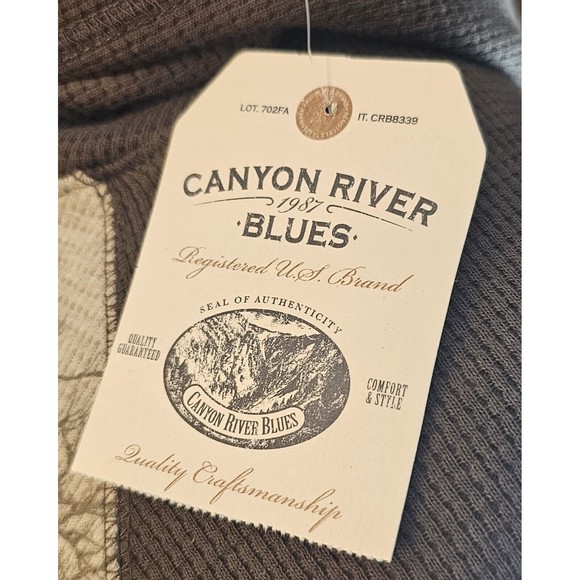 LOT. 702FA
IT. CRB8339
CANYON RIVER
1987
·BLUES·
Registered U.S. Brand
SEAL OF AUTHENTICITY
QUALITY
GUARANTEED
CANYON RIVER BLUES
COMFORT
& STYLE
Quality Craftsmanship